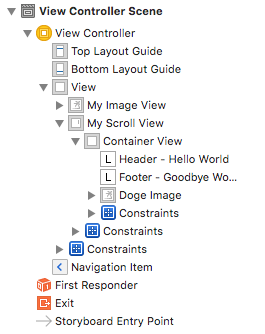 View Controller Scene
View Controller
Top Layout Guide
Bottom Layout Guide
View
My Image View
My Scroll View
Container View
L Header - Hello World
L Footer - Goodbye Wo...
Doge Image
Constraints
Constraints
Constraints
Navigation Item
First Responder
Exit
Storyboard Entry Point